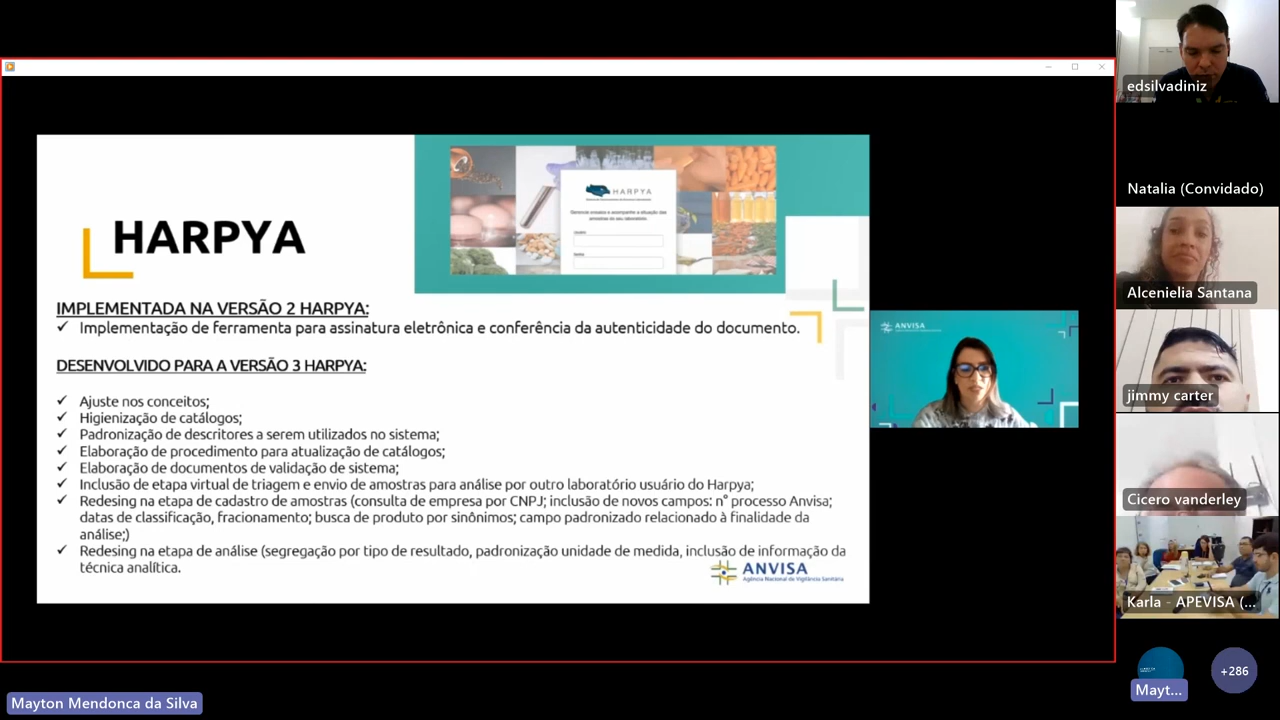 HARPYA
HARPYA
IMPLEMENTADA NA VERSÃO 2 HARPYA:
✓ Implementação de ferramenta para assinatura eletrônica e conferência da autenticidade do documento.
DESENVOLVIDO PARA A VERSÃO 3 HARPYA:
✓ Ajuste nos conceitos;
✓ Higienização de catálogos;
✓ Padronização de descritores a serem utilizados no sistema;
✓ Elaboração de procedimento para atualização de catálogos;
✓ Elaboração de documentos de validação de sistema;
✓ Inclusão de etapa virtual de triagem e envio de amostras para análise por outro laboratório usuário do Harpya;
✓ Redesing na etapa de cadastro de amostras (consulta de empresa por CNPJ; inclusão de novos campos: n° processo Anvisa;
datas de classificação, fracionamento; busca de produto por sinônimos; campo padronizado relacionado à finalidade da
análise;)
✓ Redesing na etapa de análise (segregação por tipo de resultado, padronização unidade de medida, inclusão de informação da
técnica analítica.
ANVISA
Agência Nacional de Vigilância Sanitária
ANVISA
edsilvadiniz
Natalia (Convidado)
Alcenielia Santana
jimmy carter
Cicero vanderley
Karla - APEVISA (...
Mayt...
+286
Mayton Mendonca da Silva